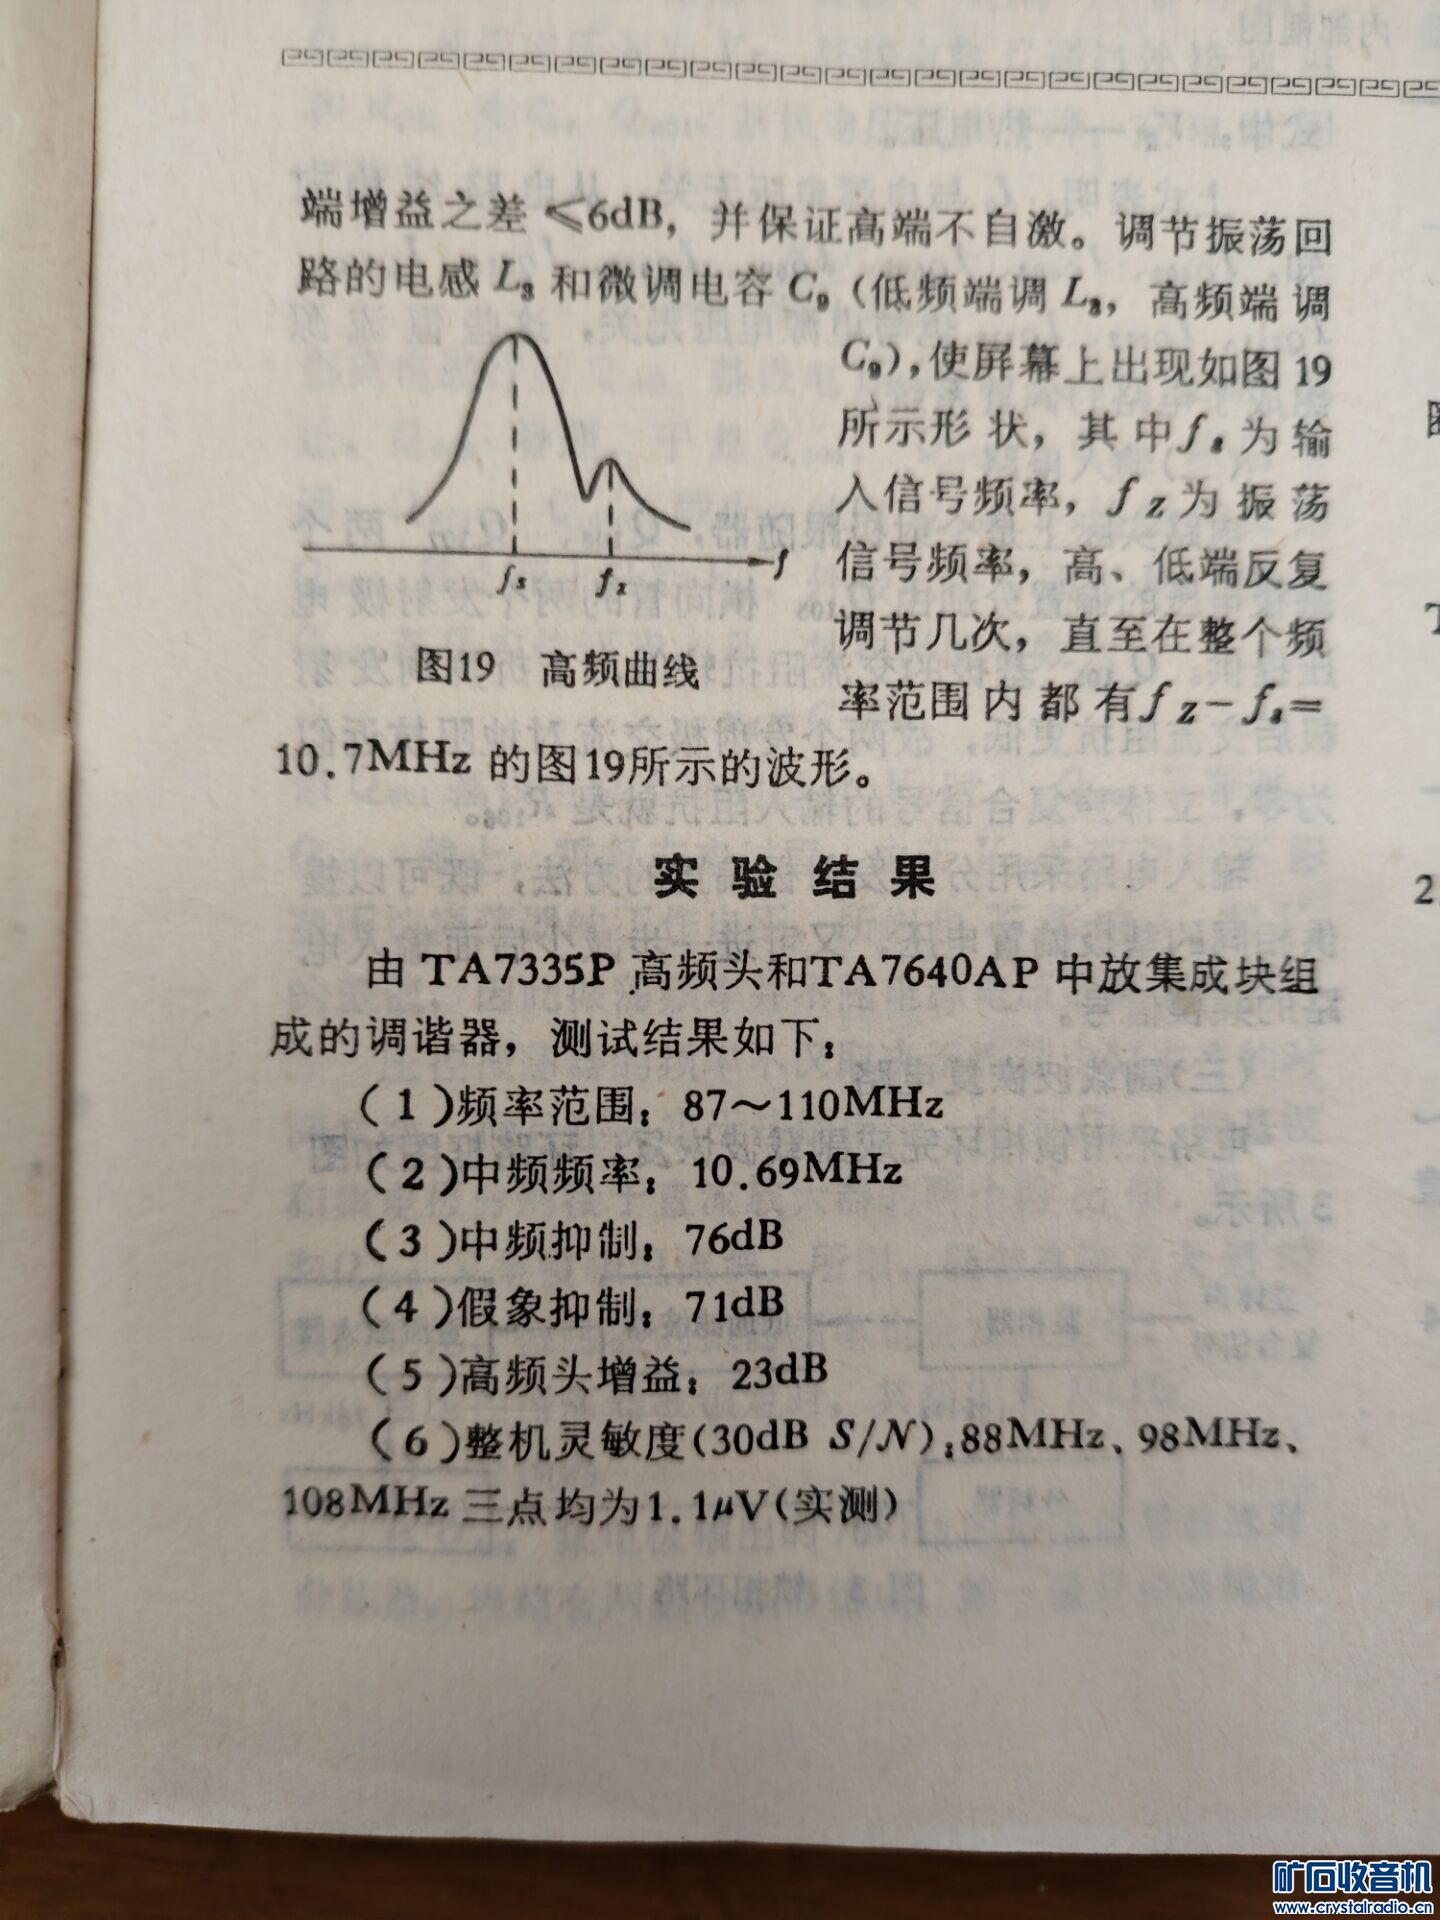 端增益之差≤6dB，并保证高端不自激。调节振荡回
路的电感L₃和微调电容C₉（低频端调L₃，高频端调
C₉），使屏幕上出现如图19
所示形状，其中fₛ为输
入信号频率，f_Z为振荡
信号频率，高、低端反复
调节几次，直至在整个频
率范围内都有f_Z－fₛ＝
f
fs fz
图19 高频曲线
10.7MHz的图19所示的波形。
实验结果
由TA7335P高频头和TA7640AP中放集成块组
成的调谐器，测试结果如下：
（1）频率范围：87～110MHz
（2）中频频率：10.69MHz
（3）中频抑制：76dB
（4）假象抑制：71dB
（5）高频头增益：23dB
（6）整机灵敏度（30dB S/N）：88MHz、98MHz、
108MHz三点均为1.1μV（实测）
矿石收音机
www.crystalradio.cn